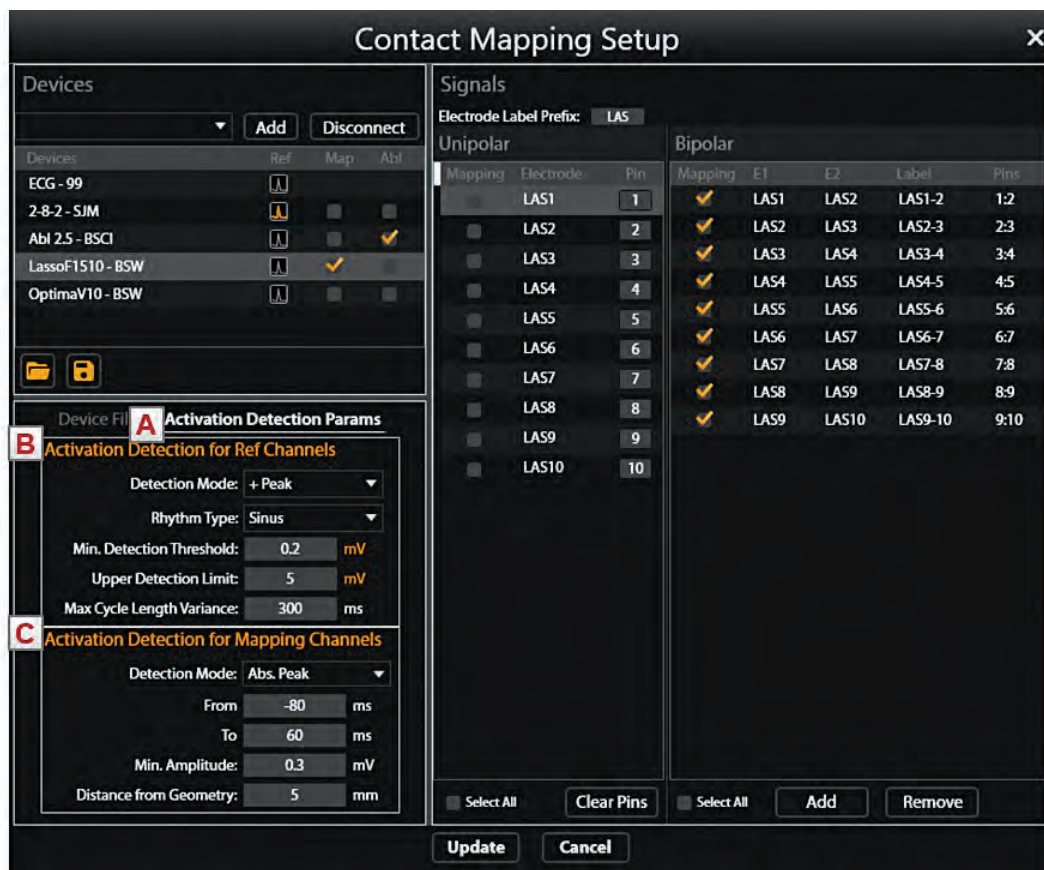 Contact Mapping Setup
X
Devices
Add Disconnect
Devices Ref Map Abl
ECG - 99
2-8-2 - SJM
Abl 2.5 - BSCI
LassoF1510 - BSW
OptimaV10 - BSW
Device Fil
A
Activation Detection Params
B
Activation Detection for Ref Channels
Detection Mode: + Peak
Rhythm Type: Sinus
Min. Detection Threshold: 0.2 mV
Upper Detection Limit: 5 mV
Max Cycle Length Variance: 300 ms
C
Activation Detection for Mapping Channels
Detection Mode: Abs. Peak
From -80 ms
To 60 ms
Min. Amplitude: 0.3 mV
Distance from Geometry: 5 mm
Signals
Electrode Label Prefix: LAS
Unipolar
Mapping Electrode Pin
LAS1 1
LAS2 2
LAS3 3
LAS4 4
LAS5 5
LAS6 6
LAS7 7
LAS8 8
LAS9 9
LAS10 10
Select All Clear Pins
Bipolar
Mapping E1 E2 Label Pins
LAS1 LAS2 LAS1-2 1:2
LAS2 LAS3 LAS2-3 2:3
LAS3 LAS4 LAS3-4 3:4
LAS4 LAS5 LAS4-5 4:5
LAS5 LAS6 LAS5-6 5:6
LAS6 LAS7 LAS6-7 6:7
LAS7 LAS8 LAS7-8 7:8
LAS8 LAS9 LAS8-9 8:9
LAS9 LAS10 LAS9-10 9:10
Select All Add Remove
Update Cancel